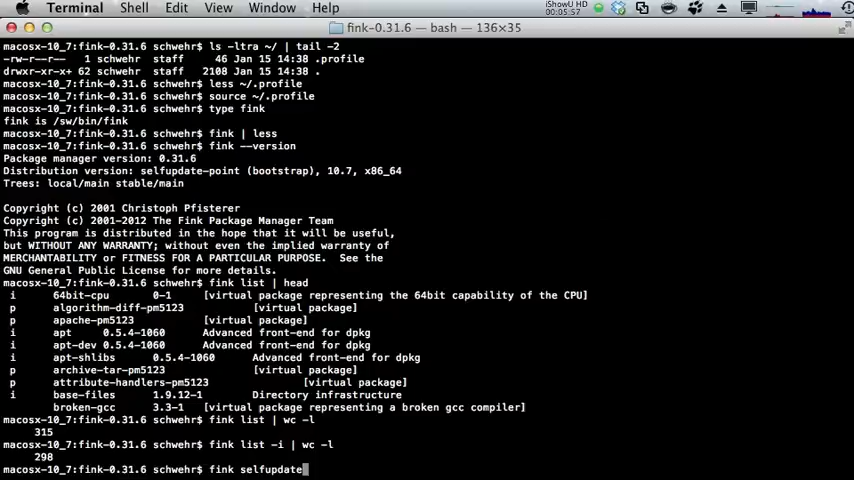 Terminal Shell Edit View Window Help
iShowU HD
00:05:57
fink-0.31.6 — bash — 136×35
macosx-10_7:fink-0.31.6 schwehr$ ls -ltra ~/ | tail -2
-rw-r--r-- 1 schwehr staff 46 Jan 15 14:38 .profile
drwxr-xr-x+ 62 schwehr staff 2108 Jan 15 14:38 .
macosx-10_7:fink-0.31.6 schwehr$ less ~/.profile
macosx-10_7:fink-0.31.6 schwehr$ source ~/.profile
macosx-10_7:fink-0.31.6 schwehr$ type fink
fink is /sw/bin/fink
macosx-10_7:fink-0.31.6 schwehr$ fink | less
macosx-10_7:fink-0.31.6 schwehr$ fink --version
Package manager version: 0.31.6
Distribution version: selfupdate-point (bootstrap), 10.7, x86_64
Trees: local/main stable/main
Copyright (c) 2001 Christoph Pfisterer
Copyright (c) 2001-2012 The Fink Package Manager Team
This program is distributed in the hope that it will be useful,
but WITHOUT ANY WARRANTY; without even the implied warranty of
MERCHANTABILITY or FITNESS FOR A PARTICULAR PURPOSE. See the
GNU General Public License for more details.
macosx-10_7:fink-0.31.6 schwehr$ fink list | head
i 64bit-cpu 0-1 [virtual package representing the 64bit capability of the CPU]
p algorithm-diff-pm5123 [virtual package]
p apache-pm5123 [virtual package]
i apt 0.5.4-1060 Advanced front-end for dpkg
i apt-dev 0.5.4-1060 Advanced front-end for dpkg
i apt-shlibs 0.5.4-1060 Advanced front-end for dpkg
p archive-tar-pm5123 [virtual package]
p attribute-handlers-pm5123 [virtual package]
i base-files 1.9.12-1 Directory infrastructure
broken-gcc 3.3-1 [virtual package representing a broken gcc compiler]
macosx-10_7:fink-0.31.6 schwehr$ fink list | wc -l
315
macosx-10_7:fink-0.31.6 schwehr$ fink list -i | wc -l
298
macosx-10_7:fink-0.31.6 schwehr$ fink selfupdate